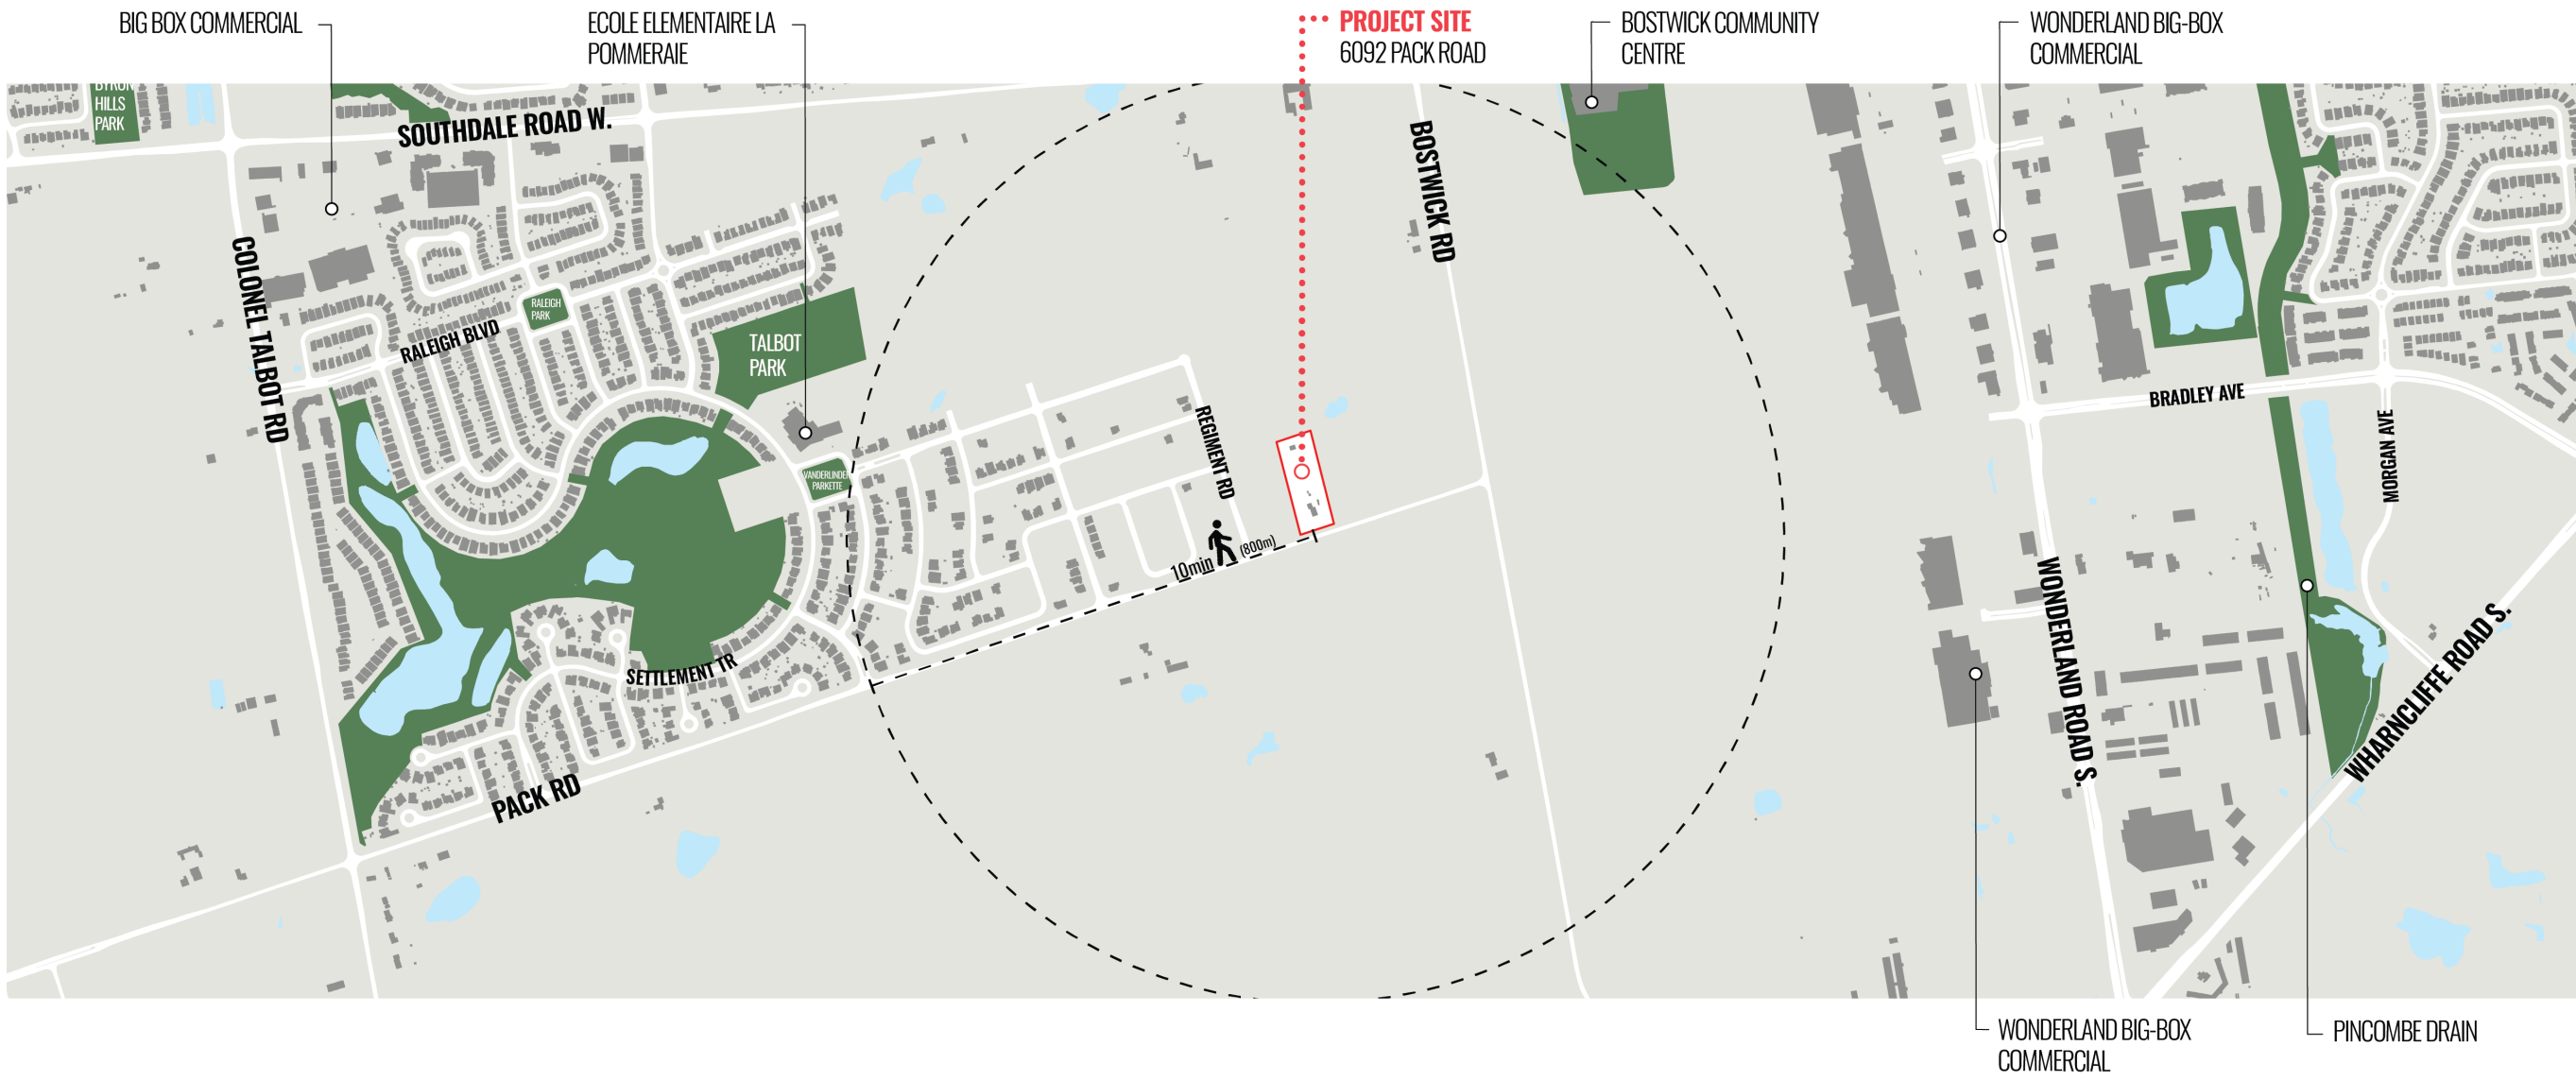 BIG BOX COMMERCIAL
ECOLE ELEMENTAIRE LA
POMMERAIE
PROJECT SITE
6092 PACK ROAD
BOSTWICK COMMUNITY
CENTRE
WONDERLAND BIG-BOX
COMMERCIAL
BYRON
HILLS
PARK
SOUTHDALE ROAD W.
BOSTWICK RD
COLONEL TALBOT RD
RALEIGH
PARK
RALEIGH BLVD
TALBOT
PARK
BRADLEY AVE
REGIMENT RD
MORGAN AVE
VANDERLINDER
PARKETTE
10min
(800m)
WONDERLAND ROAD S.
SETTLEMENT TR
WHARNCLIFFE ROAD S.
PACK RD
WONDERLAND BIG-BOX
COMMERCIAL
PINCOMBE DRAIN